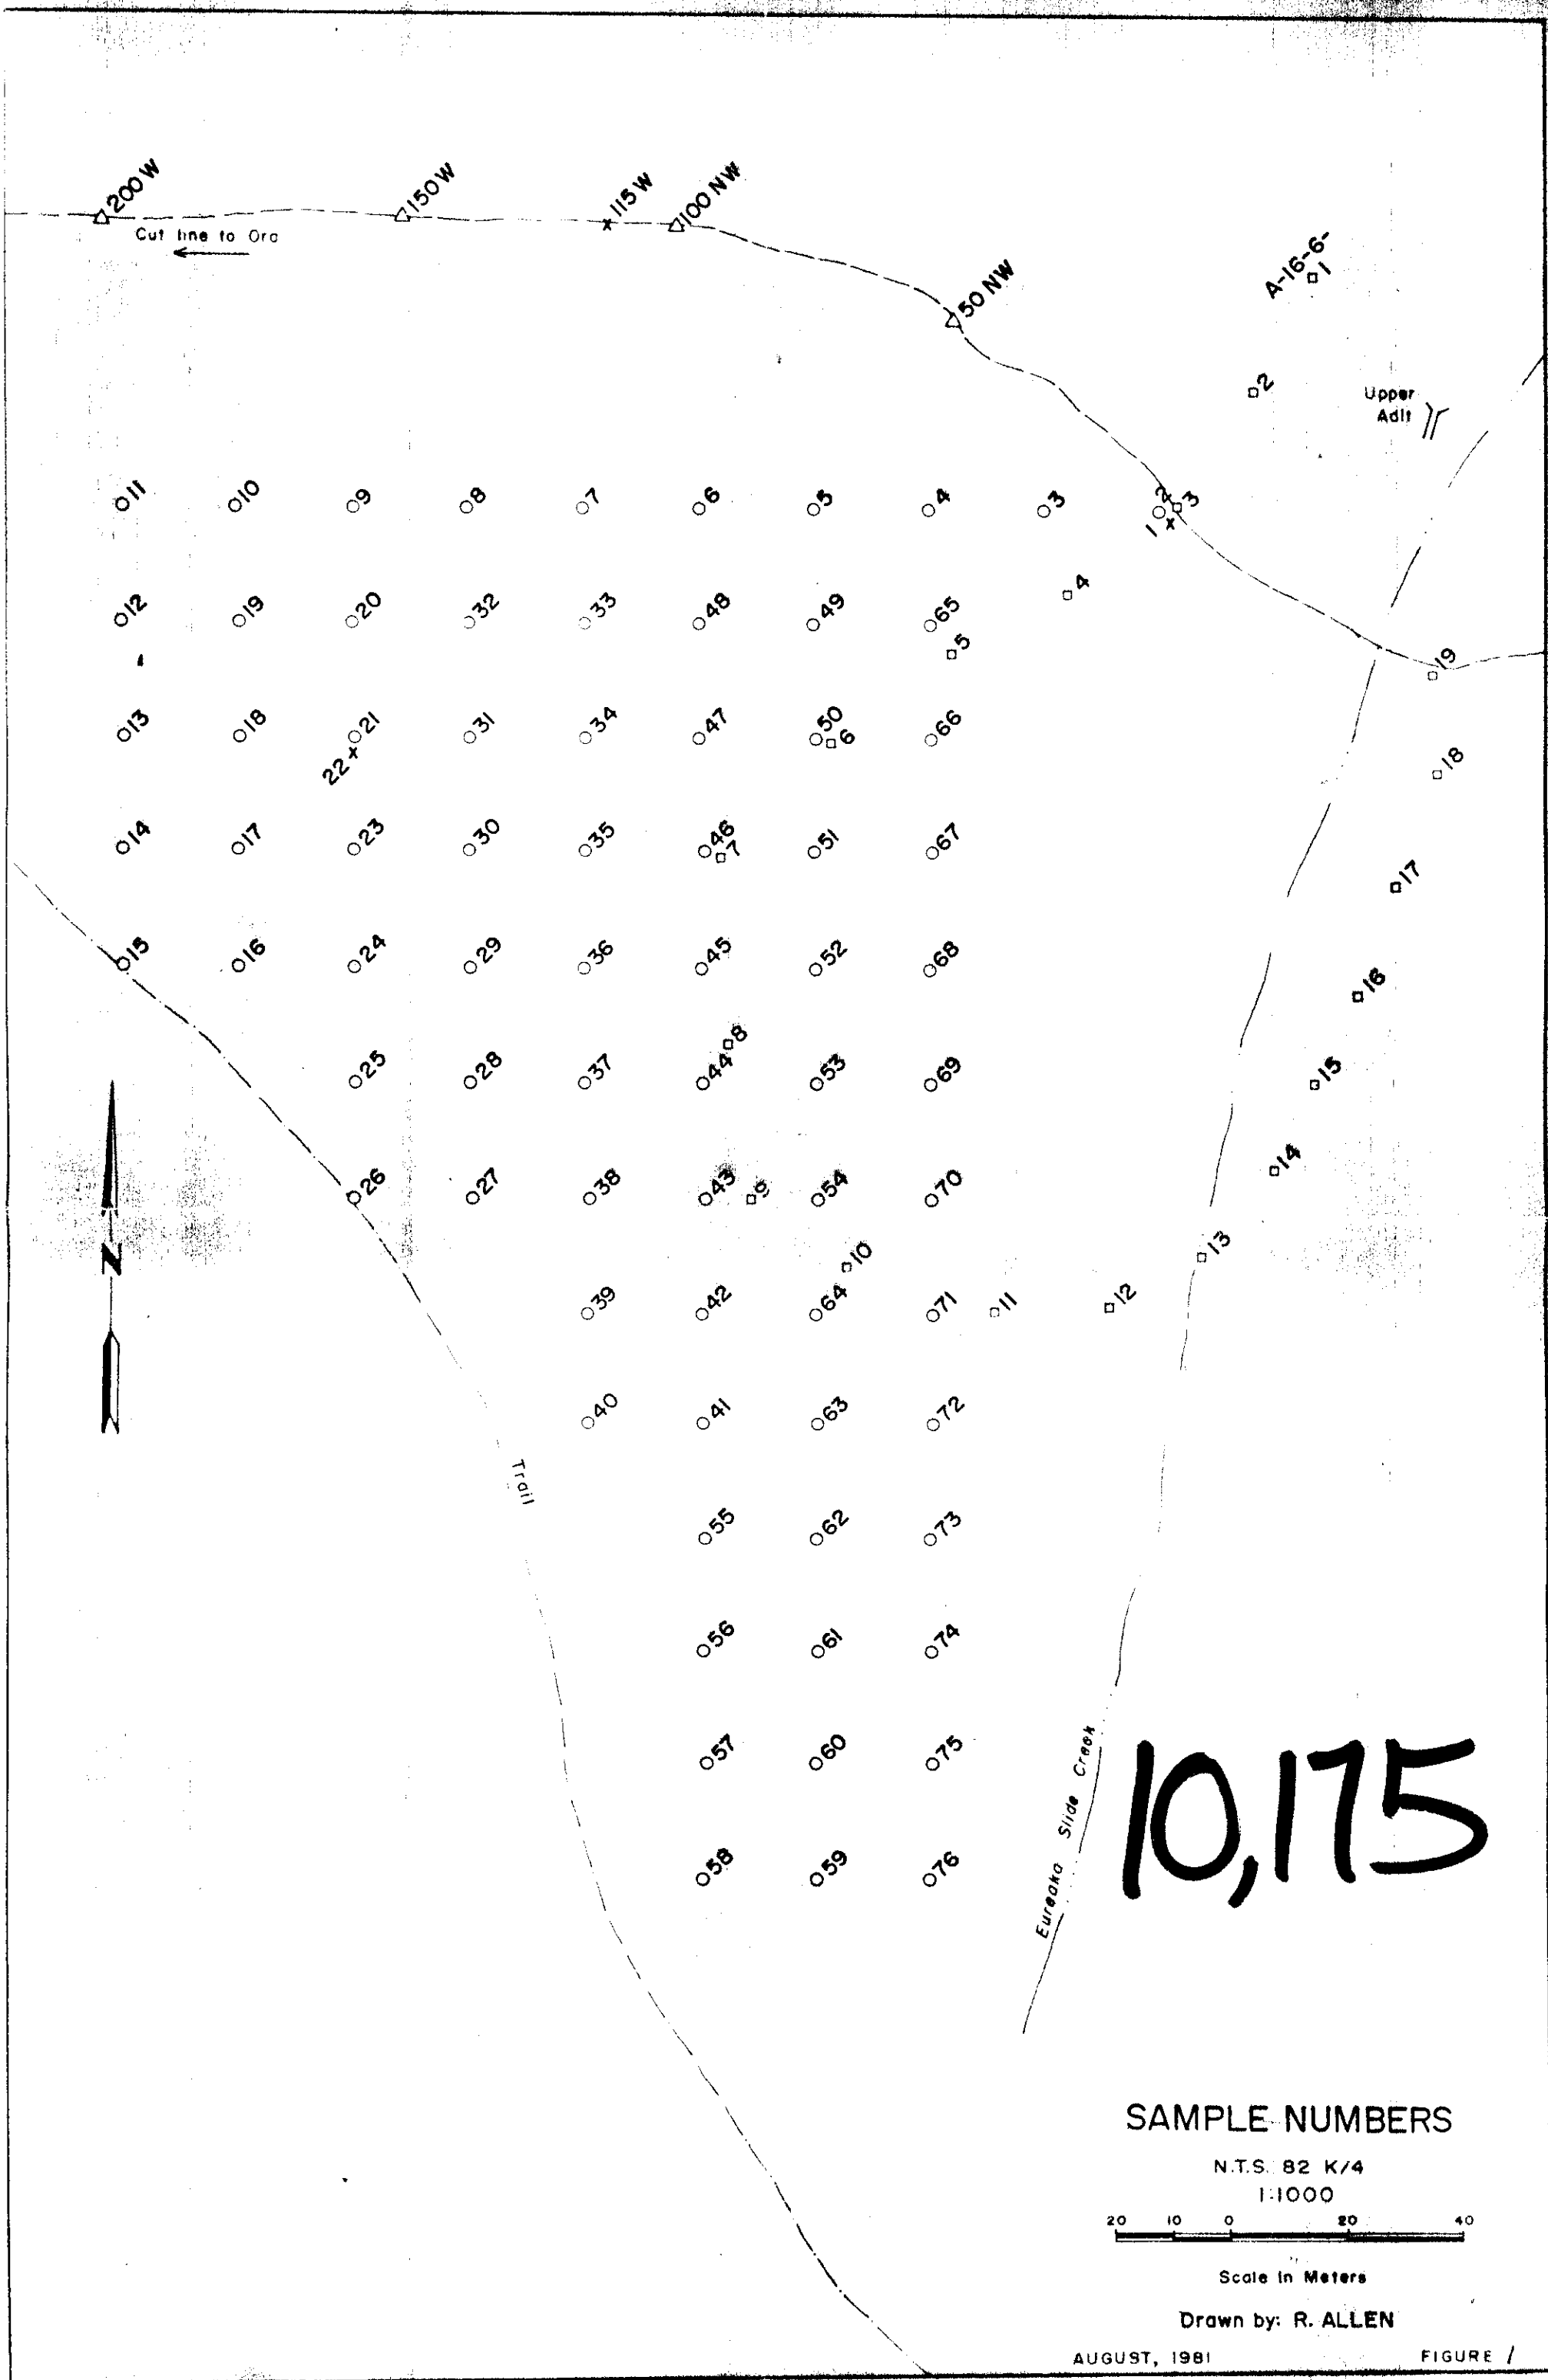 200W
150W
115W
100 NW
Cut line to Ora
50 NW
A-16-6-
1
2
Upper
Adit
11 10 9 8 7 6 5 4 3 2 3
1
4
12 19 20 32 33 48 49 65
5
19
13 18 21 31 34 47 50 6 66
22
18
14 17 23 30 35 46 7 51 67
17
15 16 24 29 36 45 52 68
16
8
25 28 37 44 53 69
15
14
26 27 38 43 9 54 70
N
10
13
39 42 64 71 11 12
40 41 63 72
Trail
55 62 73
56 61 74
57 60 75
Eureaka Slide Creek
10,175
58 59 76
SAMPLE NUMBERS
N.T.S. 82 K/4
1:1000
20 10 0 20 40
Scale in Meters
Drawn by: R. ALLEN
AUGUST, 1981
FIGURE 1